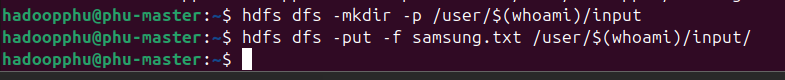 hadoopphu@phu-master:~$ hdfs dfs -mkdir -p /user/$(whoami)/input
hadoopphu@phu-master:~$ hdfs dfs -put -f samsung.txt /user/$(whoami)/input/
hadoopphu@phu-master:~$